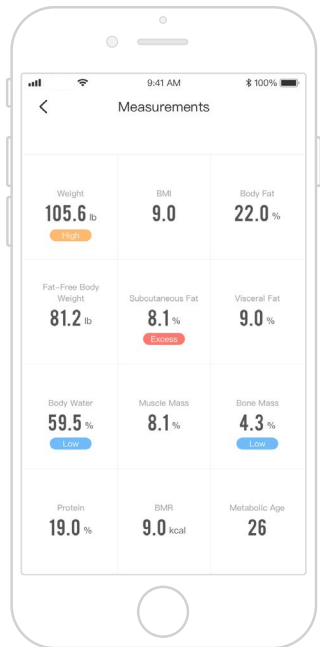 9:41 AM
100%
Measurements
Weight
105.6 lb
High
BMI
9.0
Body Fat
22.0 %
Fat-Free Body
Weight
81.2 lb
Subcutaneous Fat
8.1 %
Excess
Visceral Fat
9.0 %
Body Water
59.5 %
Low
Muscle Mass
8.1 %
Bone Mass
4.3 %
Low
Protein
19.0 %
BMR
9.0 kcal
Metabolic Age
26